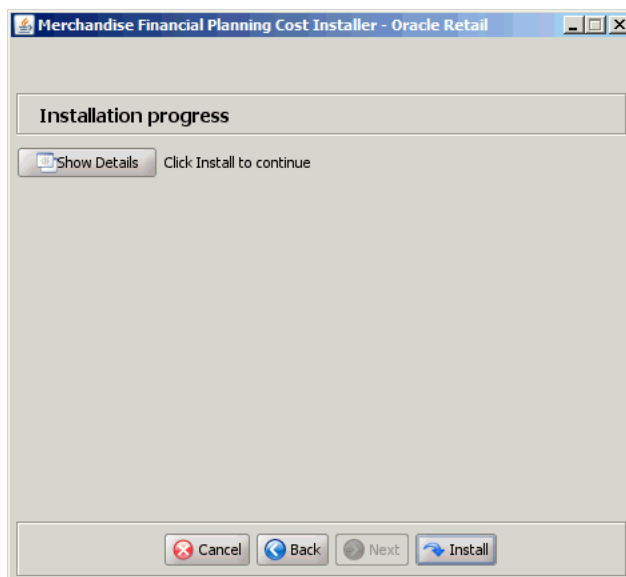 Merchandise Financial Planning Cost Installer - Oracle Retail
Installation progress
Show Details Click Install to continue
Cancel Back Next Install